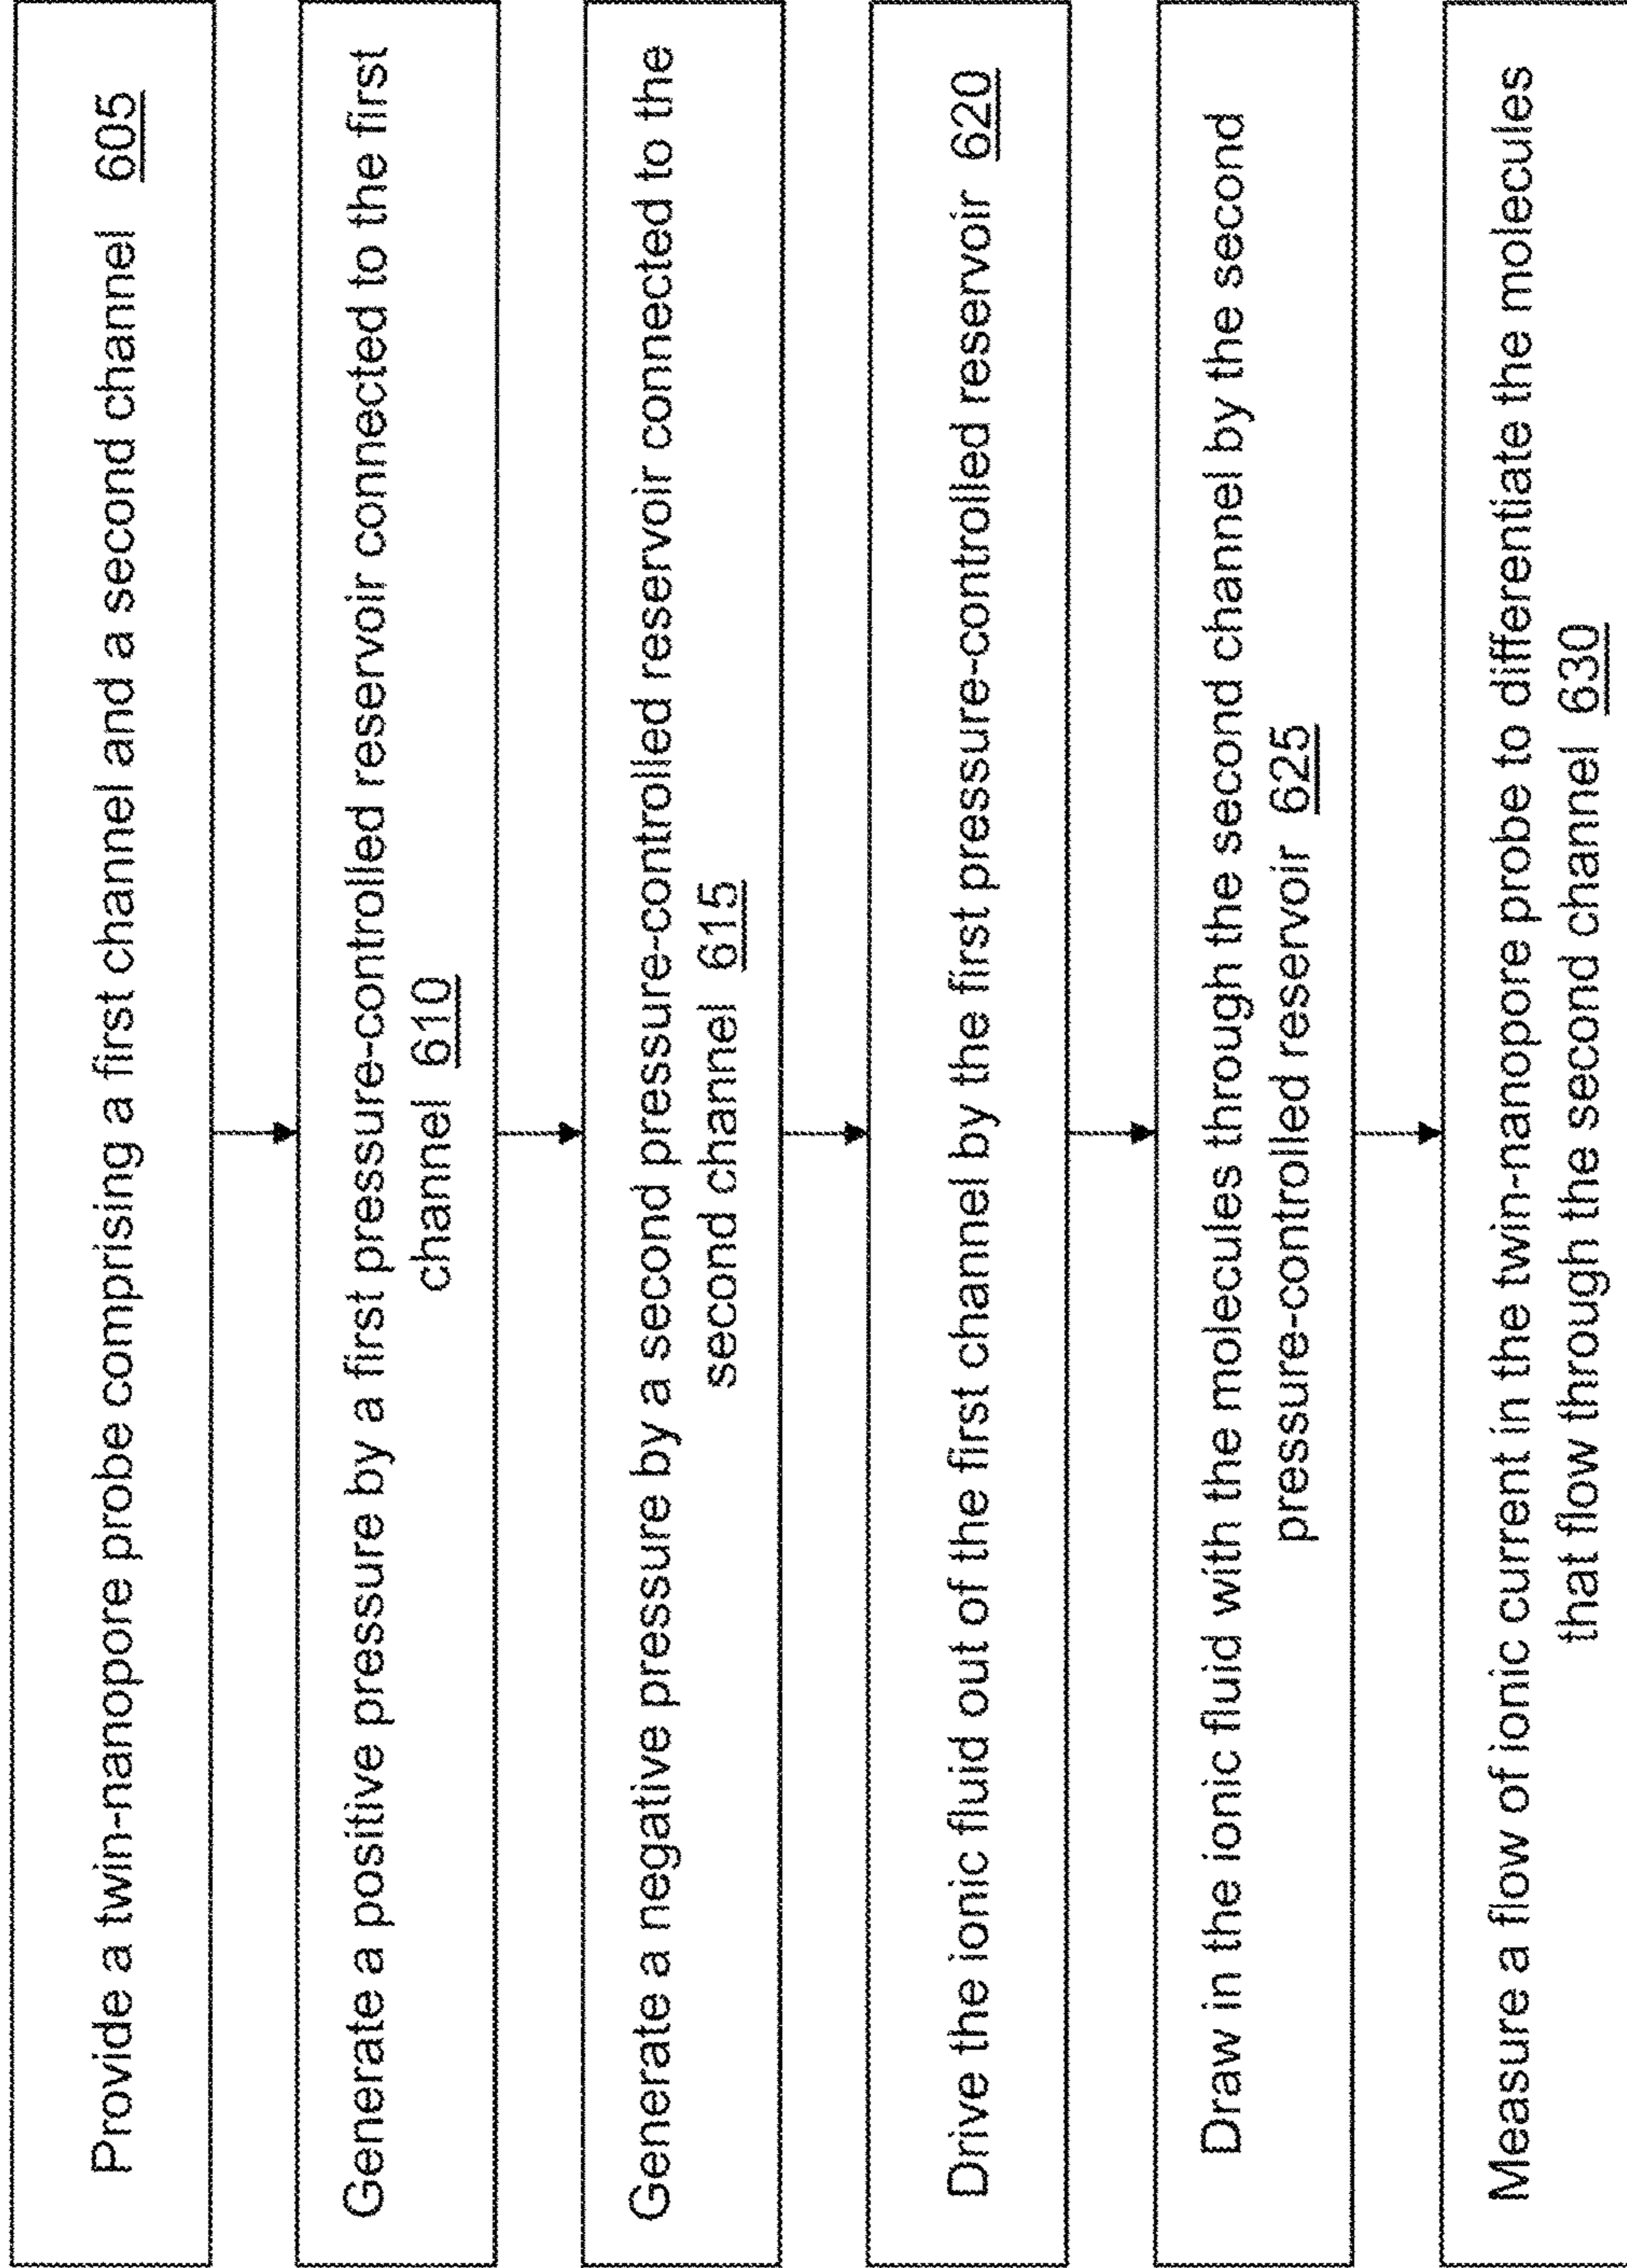 Provide a twin-nanopore probe comprising a first channel and a second channel 605
Generate a positive pressure by a first pressure-controlled reservoir connected to the first
channel 610
Generate a negative pressure by a second pressure-controlled reservoir connected to the
second channel 615
Drive the ionic fluid out of the first channel by the first pressure-controlled reservoir 620
Draw in the ionic fluid with the molecules through the second channel by the second
pressure-controlled reservoir 625
Measure a flow of ionic current in the twin-nanopore probe to differentiate the molecules
that flow through the second channel 630